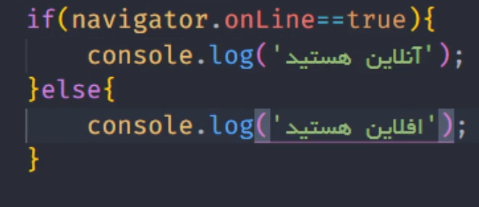 if(navigator.onLine==true){
console.log('آنلاین هستید');
}else{
console.log('افلاین هستید');
}